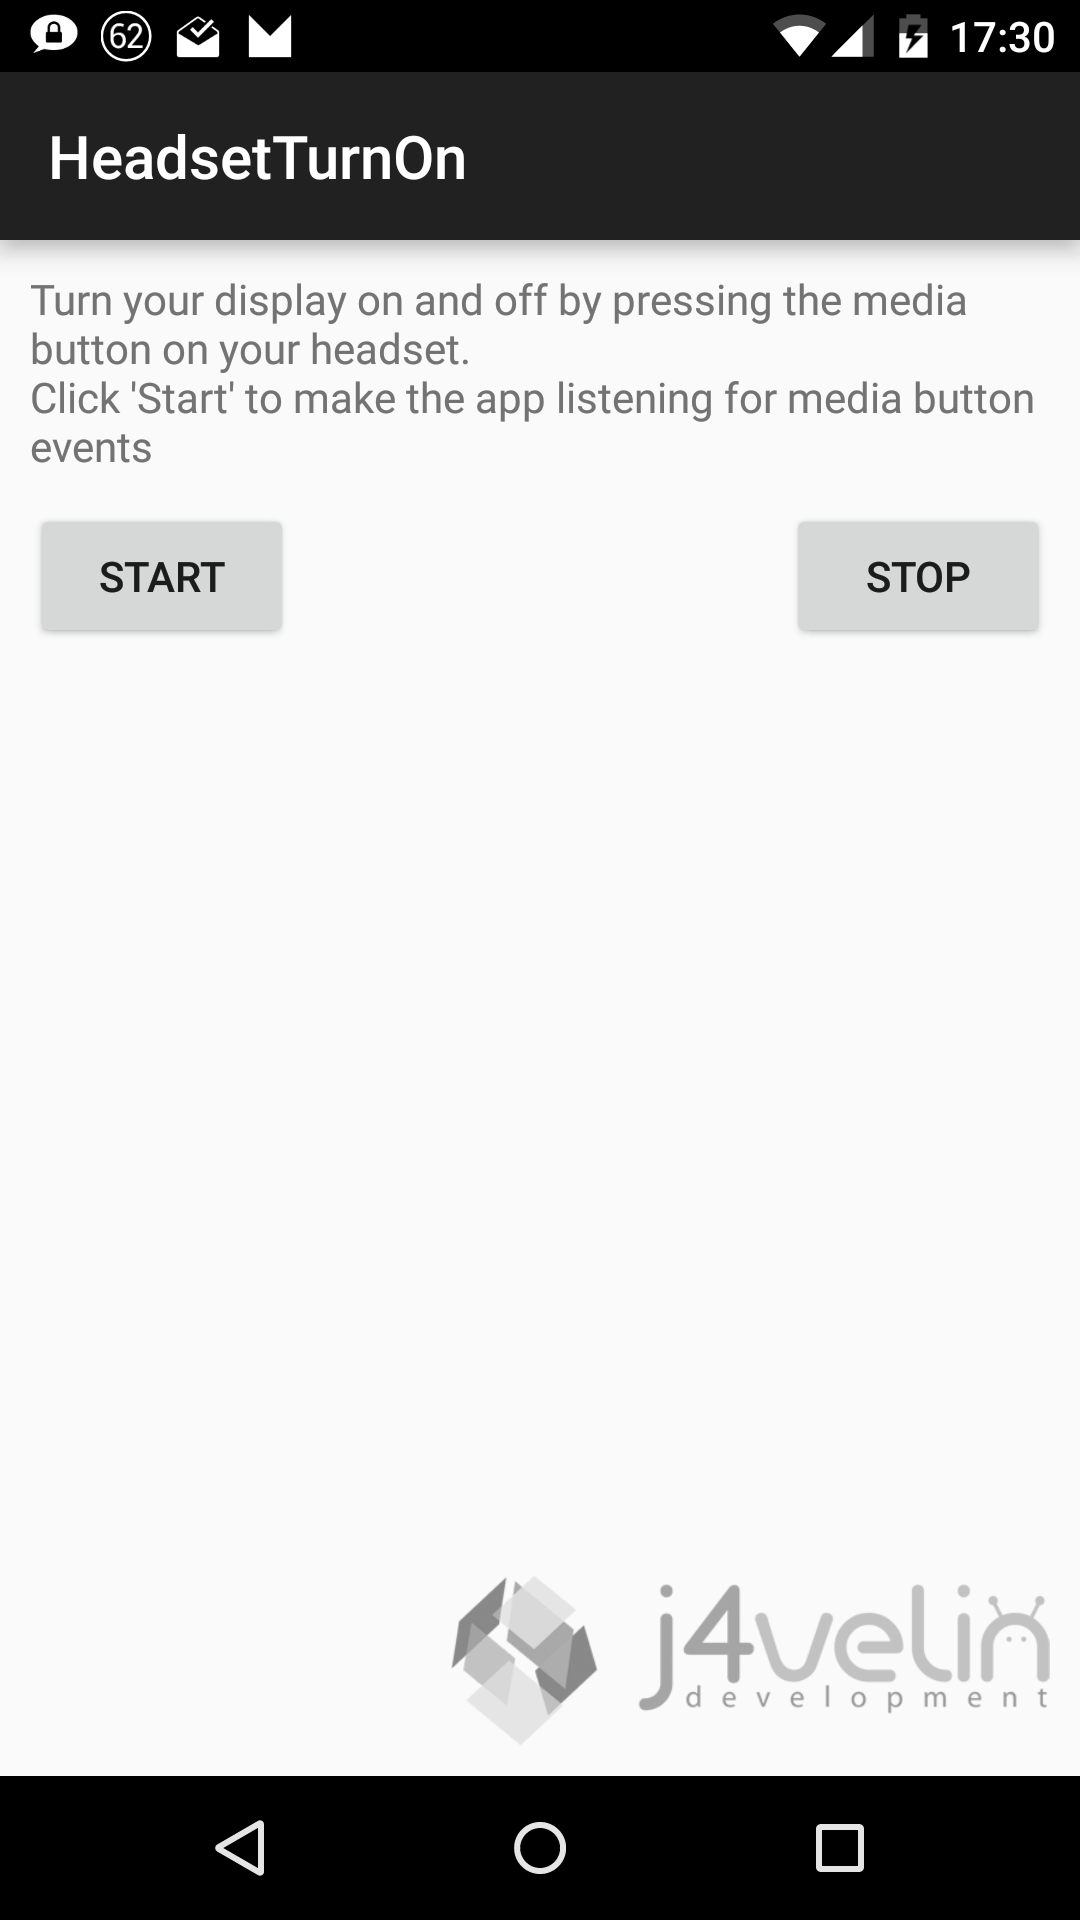 62
17:30
HeadsetTurnOn
Turn your display on and off by pressing the media
button on your headset.
Click 'Start' to make the app listening for media button
events
START
STOP
j4velin
development